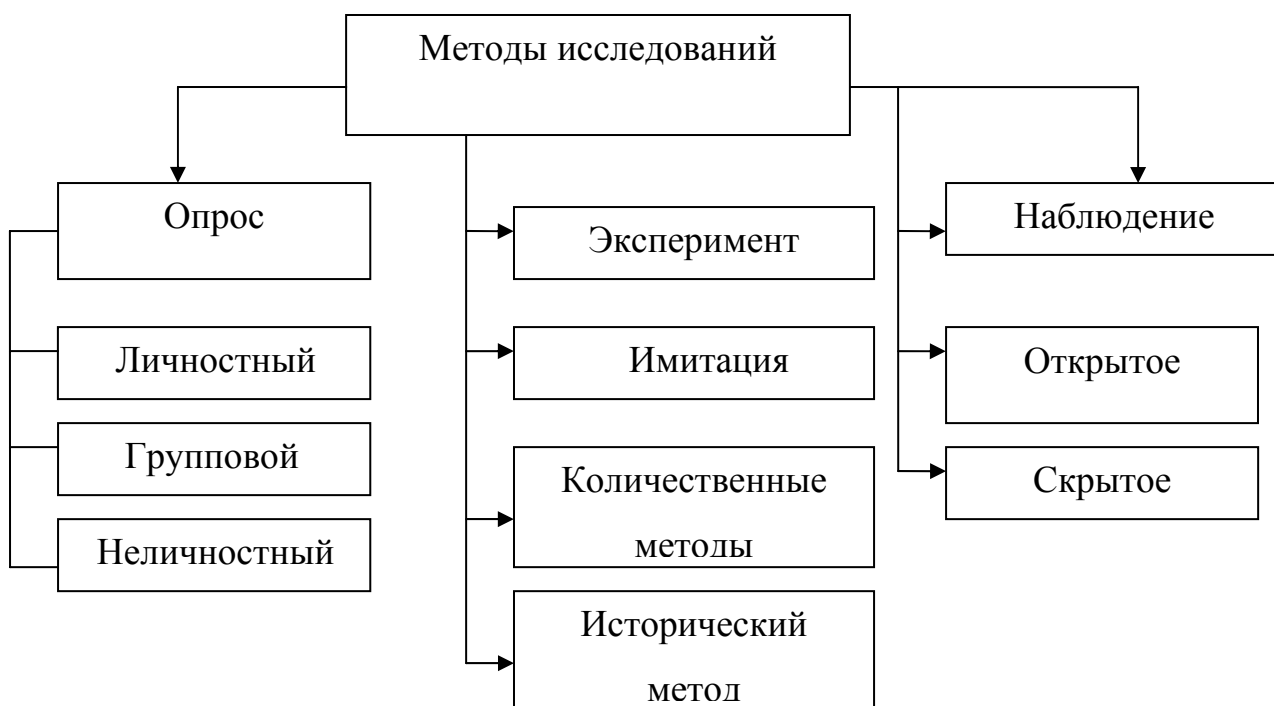 Методы исследований
Опрос
Личностный
Групповой
Неличностный
Эксперимент
Имитация
Количественные
методы
Исторический
метод
Наблюдение
Открытое
Скрытое